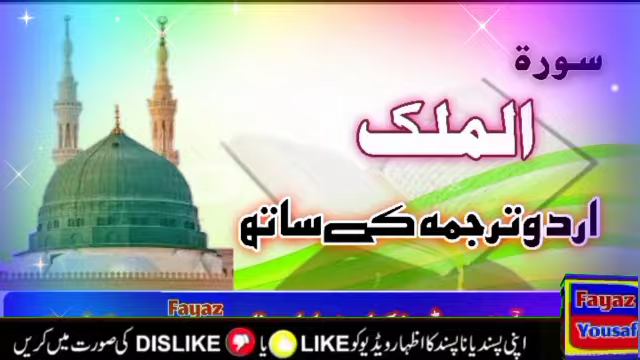 سورۃ
الملک
اردو ترجمہ کے ساتھ
Fayaz
Fayaz
Yousaf
اپنی پسند یا ناپسند کا اظہار ویڈیو کو LIKE یا DISLIKE کی صورت میں کریں